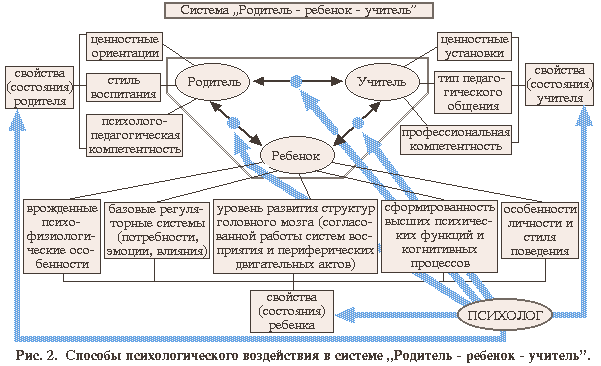 Система „Родитель - ребенок - учитель”
ценностные
ориентации
свойства
(состояния)
родителя
стиль
воспитания
психолого-
педагогическая
компетентность
Родитель
Учитель
Ребенок
ценностные
установки
тип педаго-
гического
общения
профессиональная
компетентность
свойства
(состояния)
учителя
врожденные
психо-
физиологи-
ческие осо-
бенности
базовые регуля-
торные системы
(потребности,
эмоции, влияния)
уровень развития структур
головного мозга (согласо-
ванной работы систем вос-
приятия и периферических
двигательных актов)
сформированность
высших психичес-
ких функций и
когнитивных
процессов
особенности
личности и
стиля
поведения
свойства
(состояния)
ребенка
ПСИХОЛОГ
Рис. 2. Способы психологического воздействия в системе „Родитель - ребенок - учитель”.